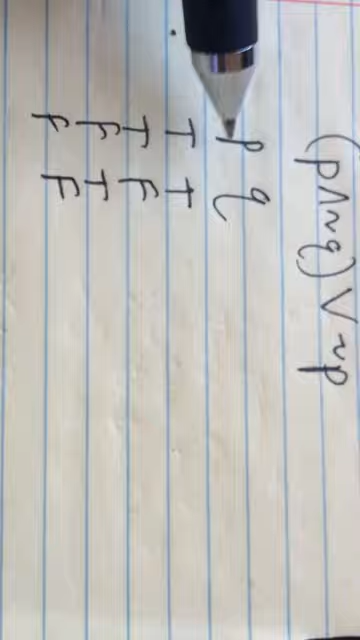 (p∧~q)∨~p
p q
T T
T F
F T
F F